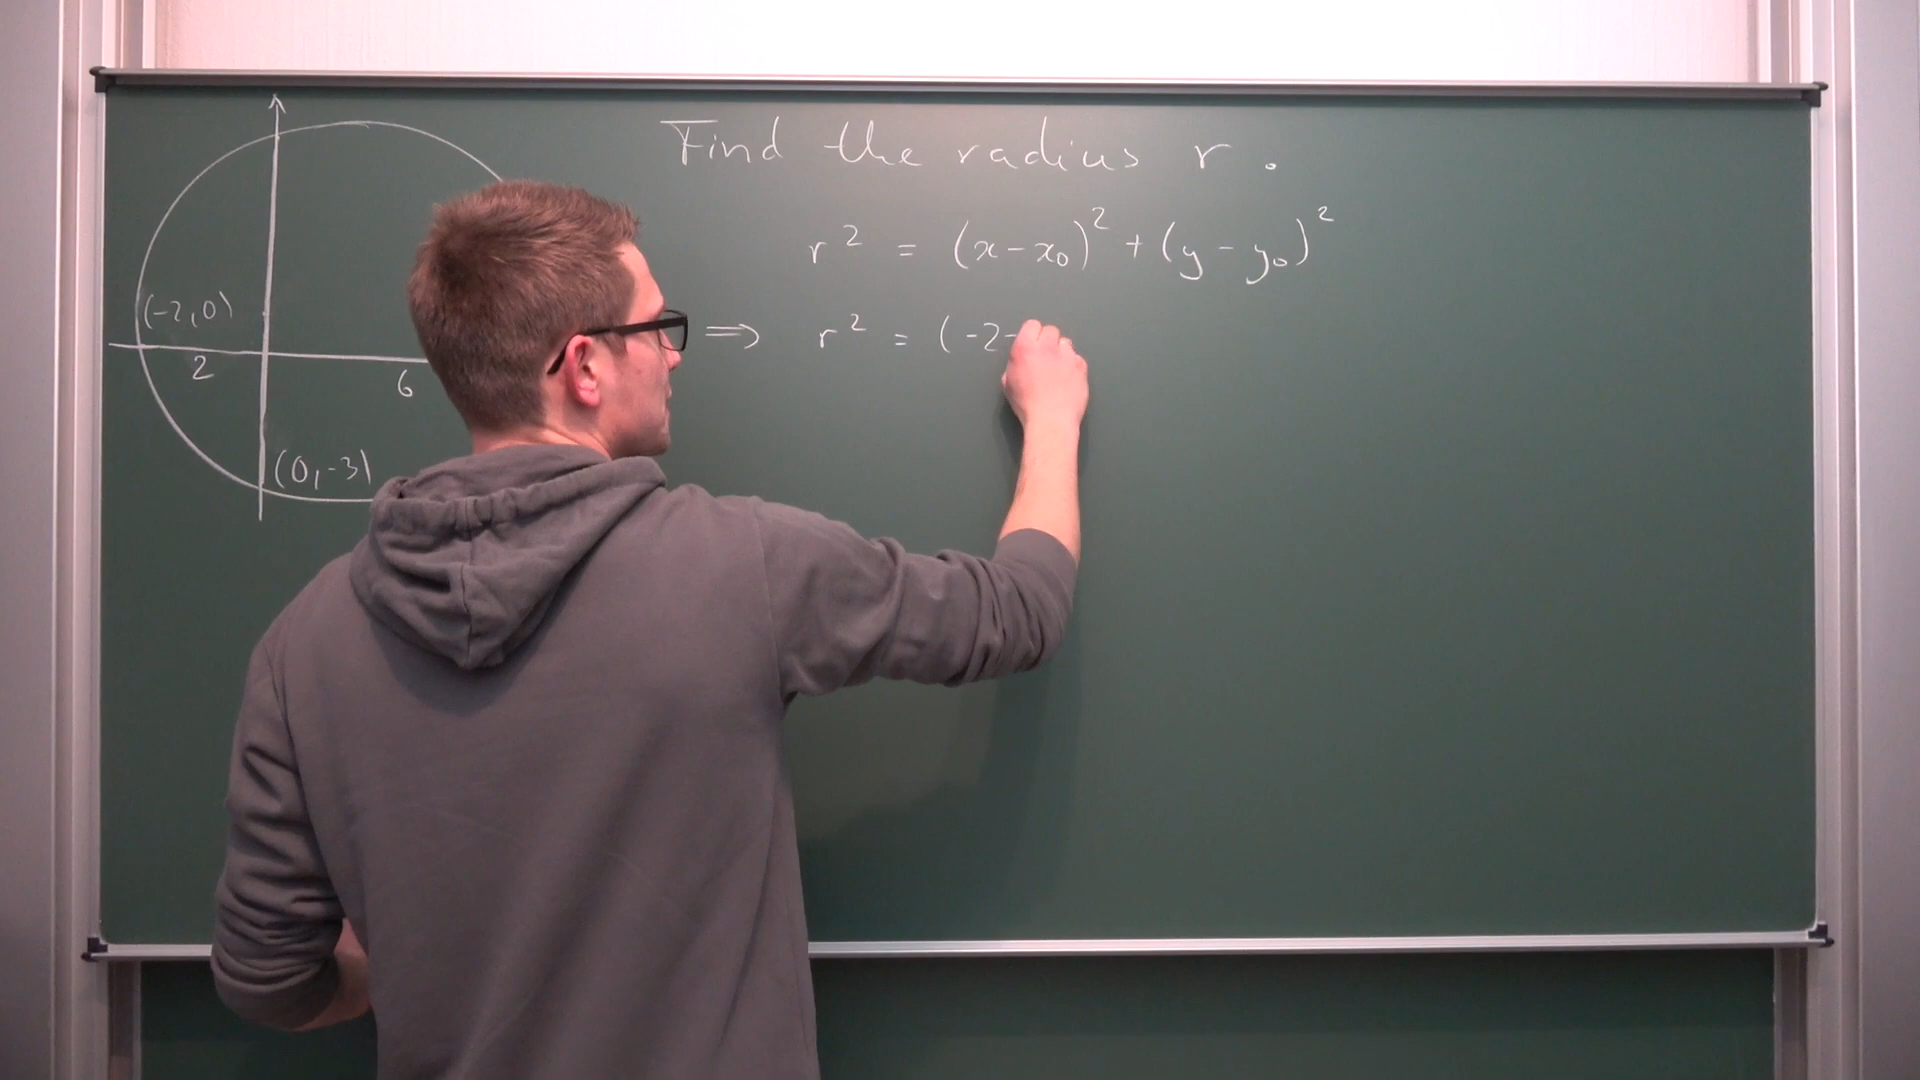 Find the radius r.
r² = (x-x₀)² + (y-y₀)²
(-2,0)
⇒ r² = (-2-
2
6
(0,-3)